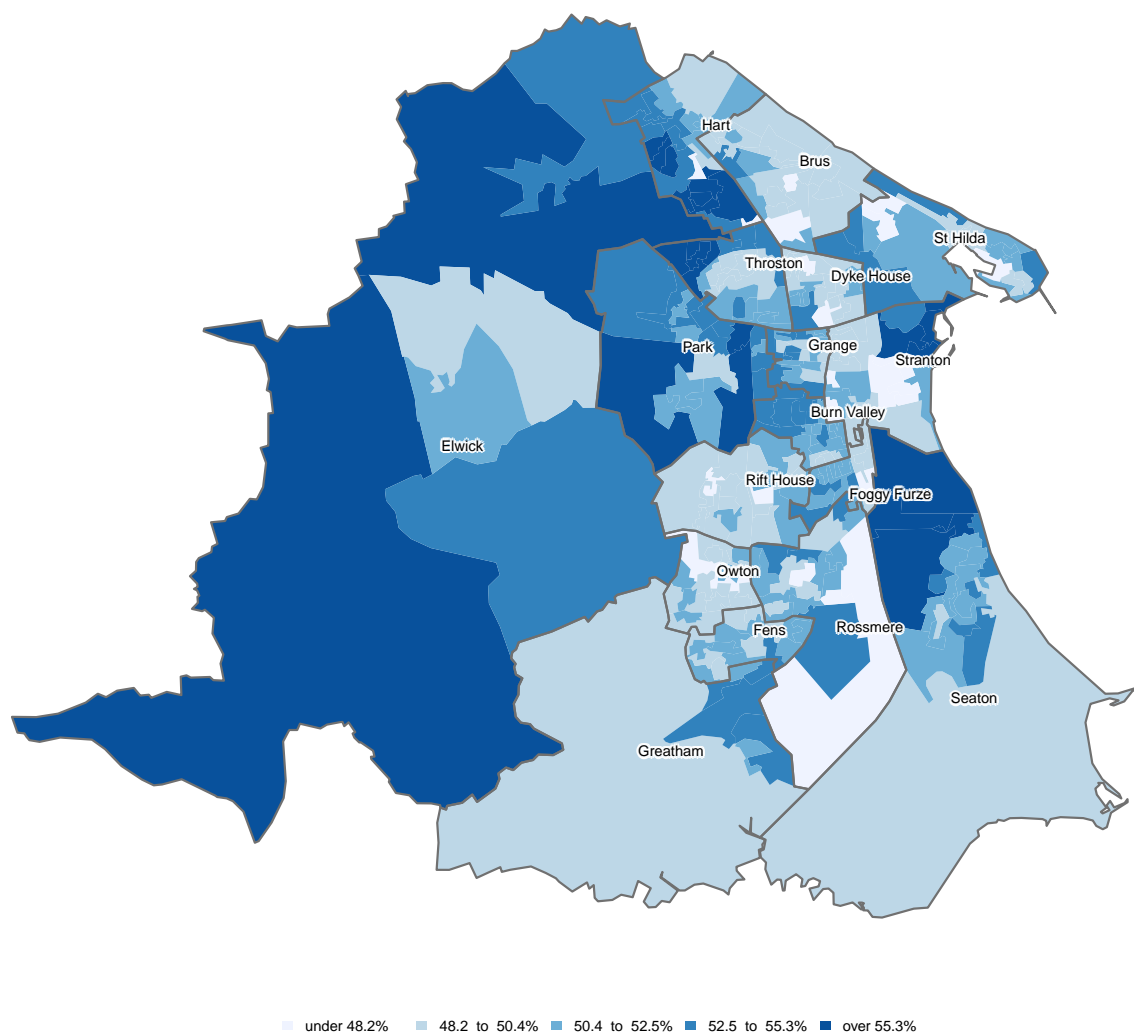 Hart
Brus
St Hilda
Throston
Dyke House
Park
Grange
Stranton
Burn Valley
Elwick
Rift House
Foggy Furze
Owton
Fens
Rossmere
Seaton
Greatham
under 48.2%
48.2 to 50.4%
50.4 to 52.5%
52.5 to 55.3%
over 55.3%